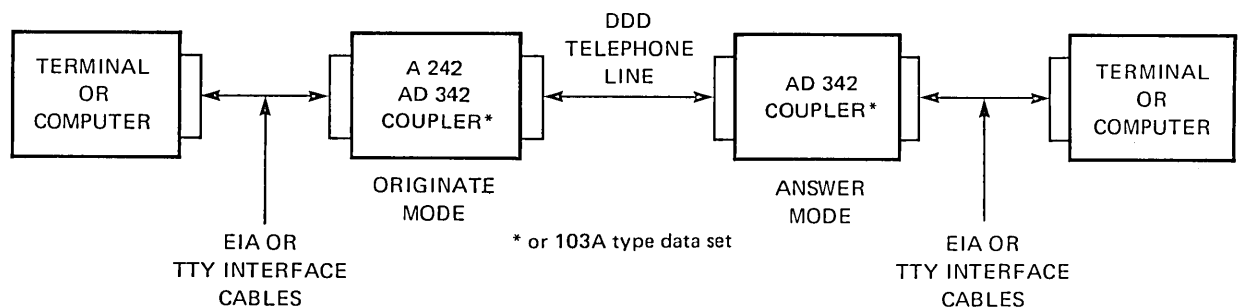 TERMINAL
OR
COMPUTER
A 242
AD 342
COUPLER*
DDD
TELEPHONE
LINE
AD 342
COUPLER*
TERMINAL
OR
COMPUTER
ORIGINATE
MODE
ANSWER
MODE
EIA OR
TTY INTERFACE
CABLES
* or 103A type data set
EIA OR
TTY INTERFACE
CABLES